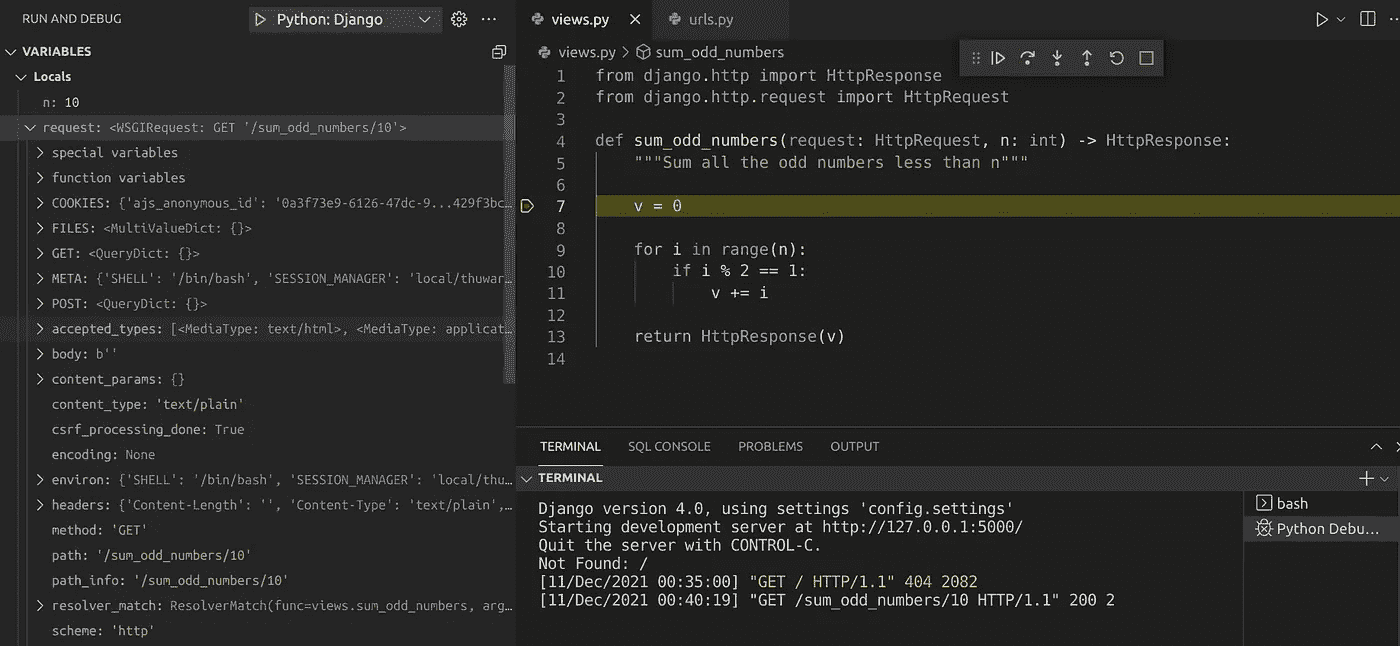 RUN AND DEBUG
Python: Django
VARIABLES
Locals
n: 10
request: <WSGIRequest: GET '/sum_odd_numbers/10'>
special variables
function variables
COOKIES: {'ajs_anonymous_id': '0a3f73e9-6126-47dc-9...429f3bc...
FILES: <MultiValueDict: {}>
GET: <QueryDict: {}>
META: {'SHELL': '/bin/bash', 'SESSION_MANAGER': 'local/thuwar...
POST: <QueryDict: {}>
accepted_types: [<MediaType: text/html>, <MediaType: applicat...
body: b''
content_params: {}
content_type: 'text/plain'
csrf_processing_done: True
encoding: None
environ: {'SHELL': '/bin/bash', 'SESSION_MANAGER': 'local/thu...
headers: {'Content-Length': '', 'Content-Type': 'text/plain',...
method: 'GET'
path: '/sum_odd_numbers/10'
path_info: '/sum_odd_numbers/10'
resolver_match: ResolverMatch(func=views.sum_odd_numbers, arg...
scheme: 'http'
views.py
urls.py
views.py > sum_odd_numbers
1 from django.http import HttpResponse
2 from django.http.request import HttpRequest
3
4 def sum_odd_numbers(request: HttpRequest, n: int) -> HttpResponse:
5 """Sum all the odd numbers less than n"""
6
7 v = 0
8
9 for i in range(n):
10 if i % 2 == 1:
11 v += i
12
13 return HttpResponse(v)
14
TERMINAL SQL CONSOLE PROBLEMS OUTPUT
TERMINAL
Django version 4.0, using settings 'config.settings'
Starting development server at http://127.0.0.1:5000/
Quit the server with CONTROL-C.
Not Found: /
[11/Dec/2021 00:35:00] "GET / HTTP/1.1" 404 2082
[11/Dec/2021 00:40:19] "GET /sum_odd_numbers/10 HTTP/1.1" 200 2
bash
Python Debu...